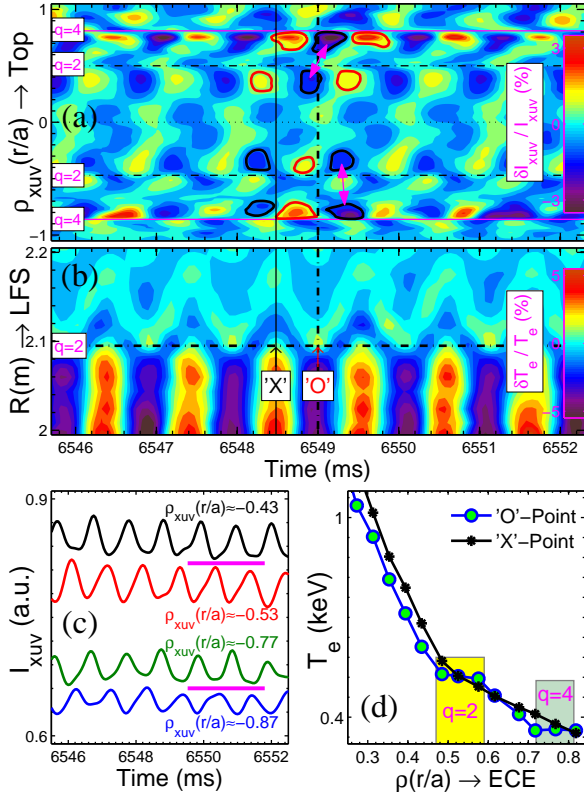 1
q=4
q=2
0
q=2
q=4
-1
ρxuv(r/a) → Top
(a)
3
0
-3
δIxuv / Ixuv (%)
2.2
2.1
2
q=2
R(m) → LFS
(b)
5
0
-5
δTe / Te (%)
'X'
'O'
6546
6547
6548
6549
6550
6551
6552
Time (ms)
0.9
0.6
Ixuv (a.u.)
ρxuv(r/a)≈-0.43
ρxuv(r/a)≈-0.53
(c)
ρxuv(r/a)≈-0.77
ρxuv(r/a)≈-0.87
6546
6548
6550
6552
Time (ms)
1
0.4
Te (keV)
'O'-Point
'X'-Point
q=2
q=4
(d)
0.3
0.4
0.5
0.6
0.7
0.8
ρ(r/a) → ECE